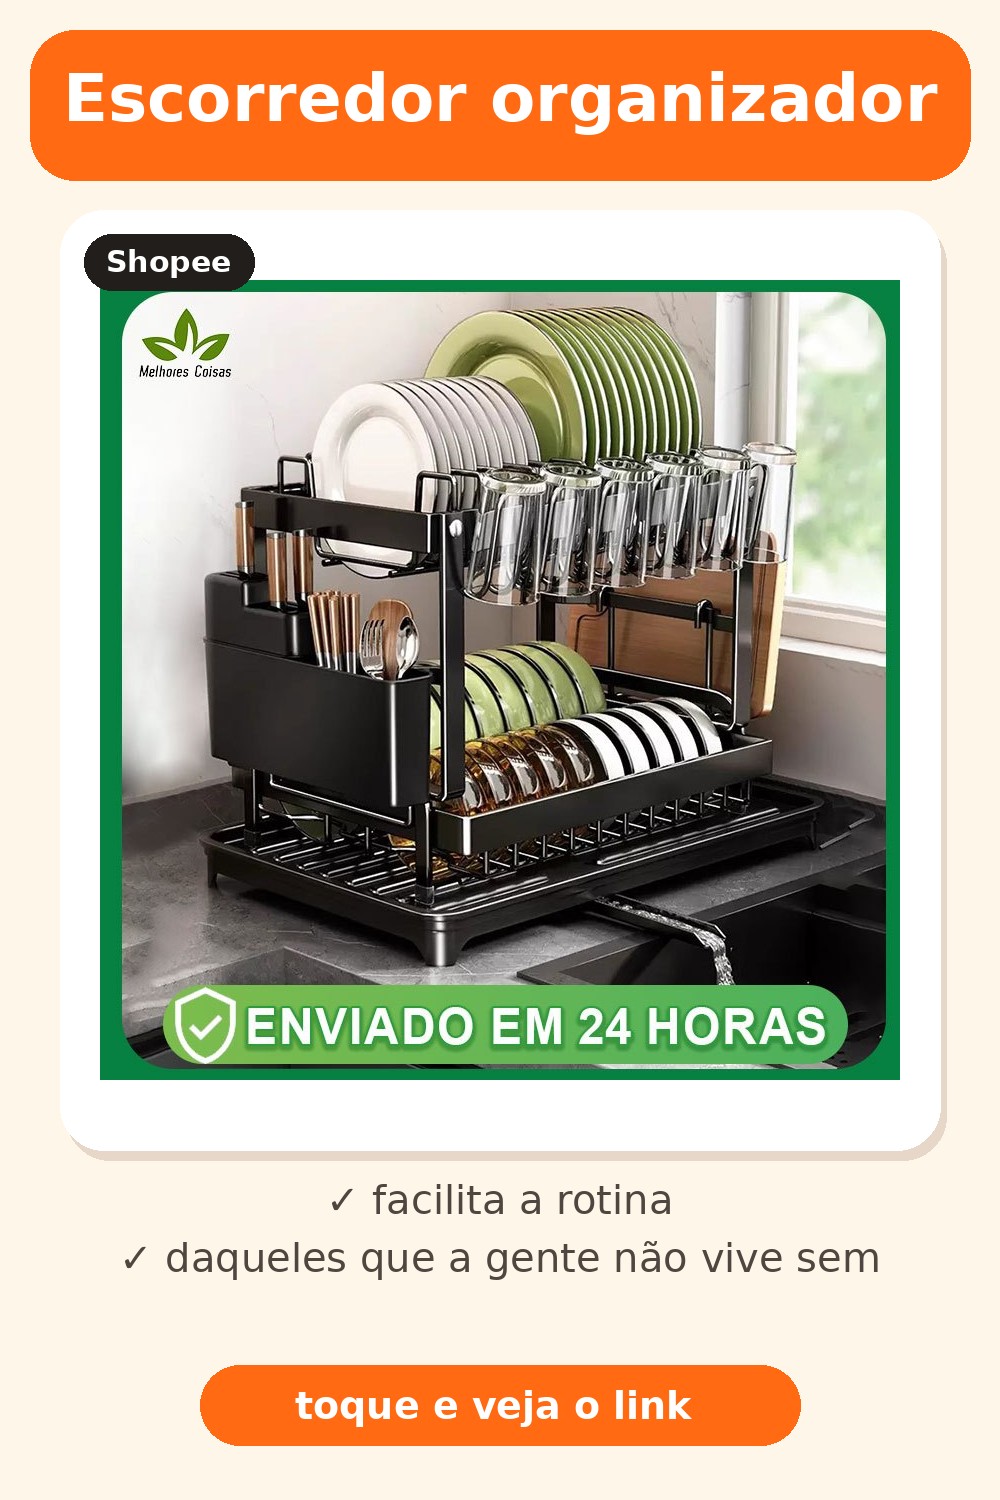 Escorredor organizador
Shopee
Melhores Coisas
ENVIADO EM 24 HORAS
✓ facilita a rotina
✓ daqueles que a gente não vive sem
toque e veja o link